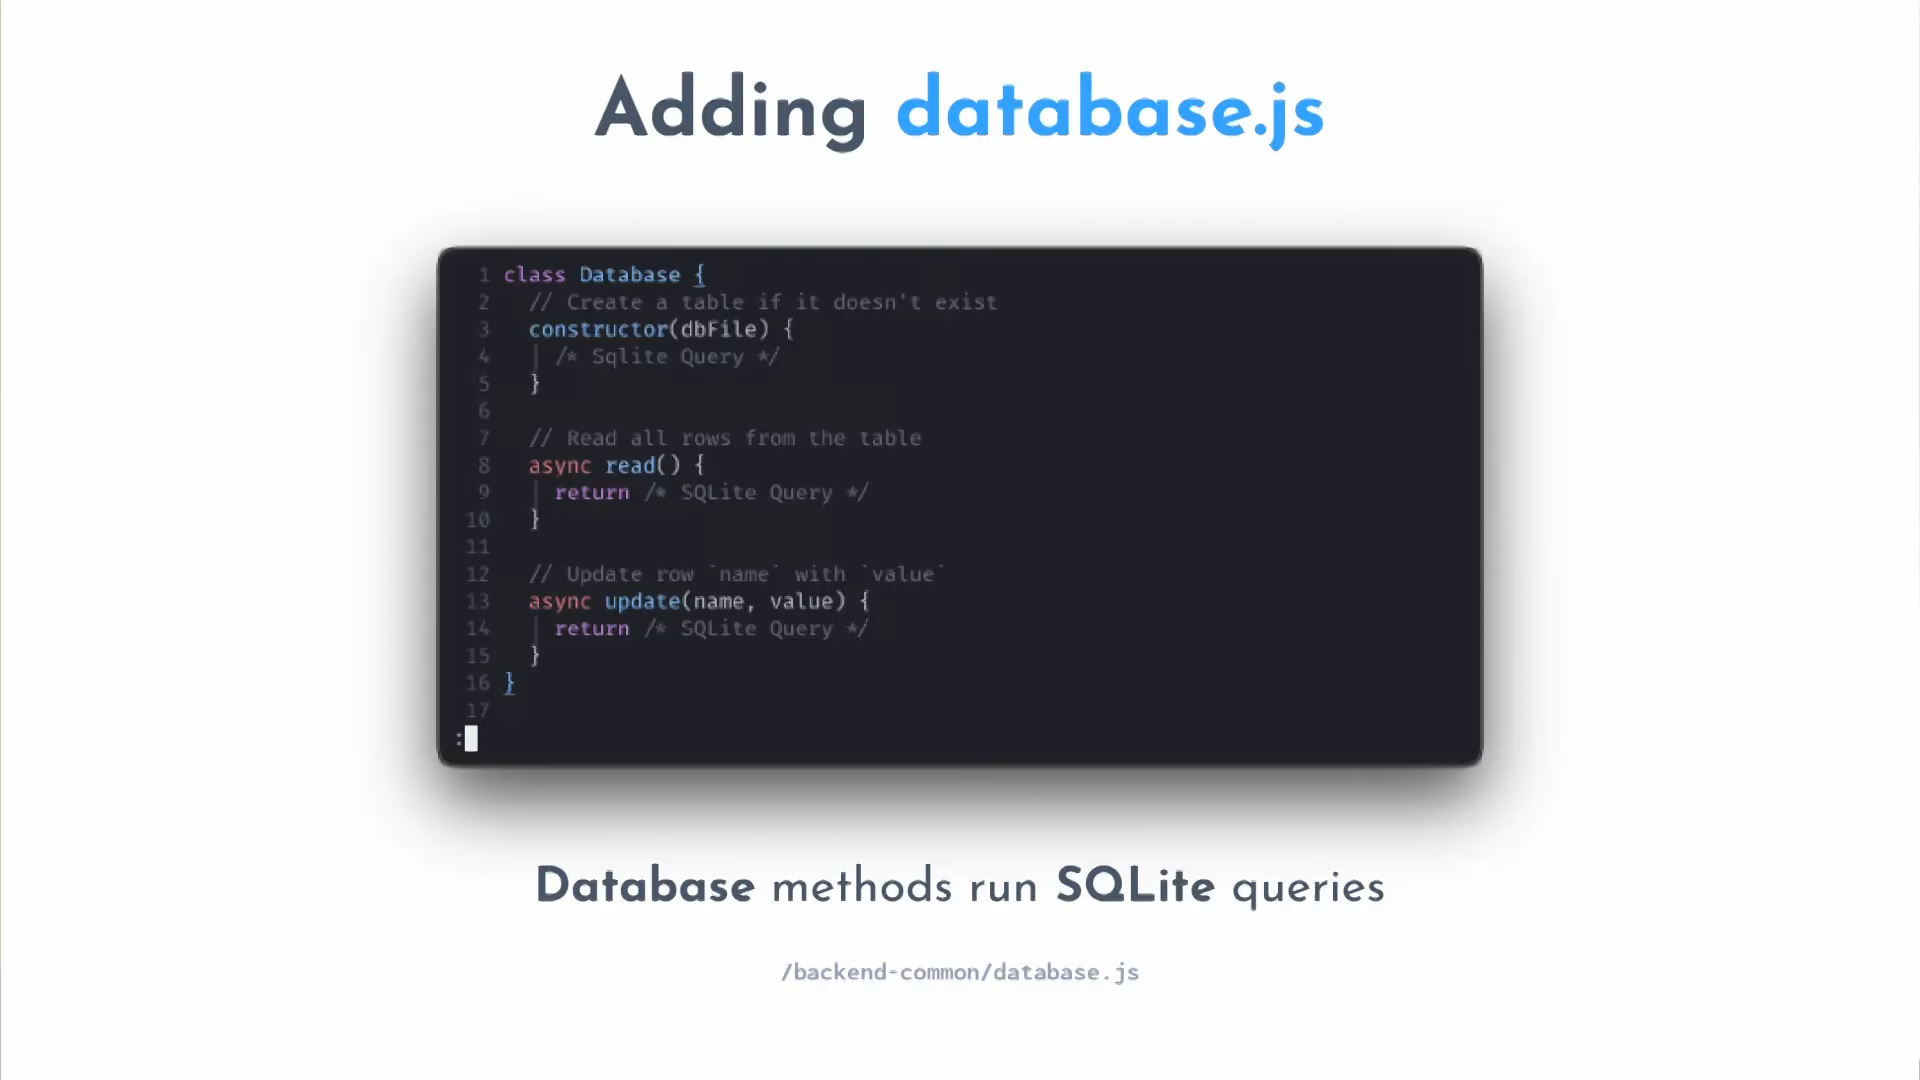 Adding database.js
1 class Database {
2 // Create a table if it doesn't exist
3 constructor(dbFile) {
4 /* Sqlite Query */
5 }
6
7 // Read all rows from the table
8 async read() {
9 return /* SQLite Query */
10 }
11
12 // Update row `name` with `value`
13 async update(name, value) {
14 return /* SQLite Query */
15 }
16 }
17
:
Database methods run SQLite queries
/backend-common/database.js